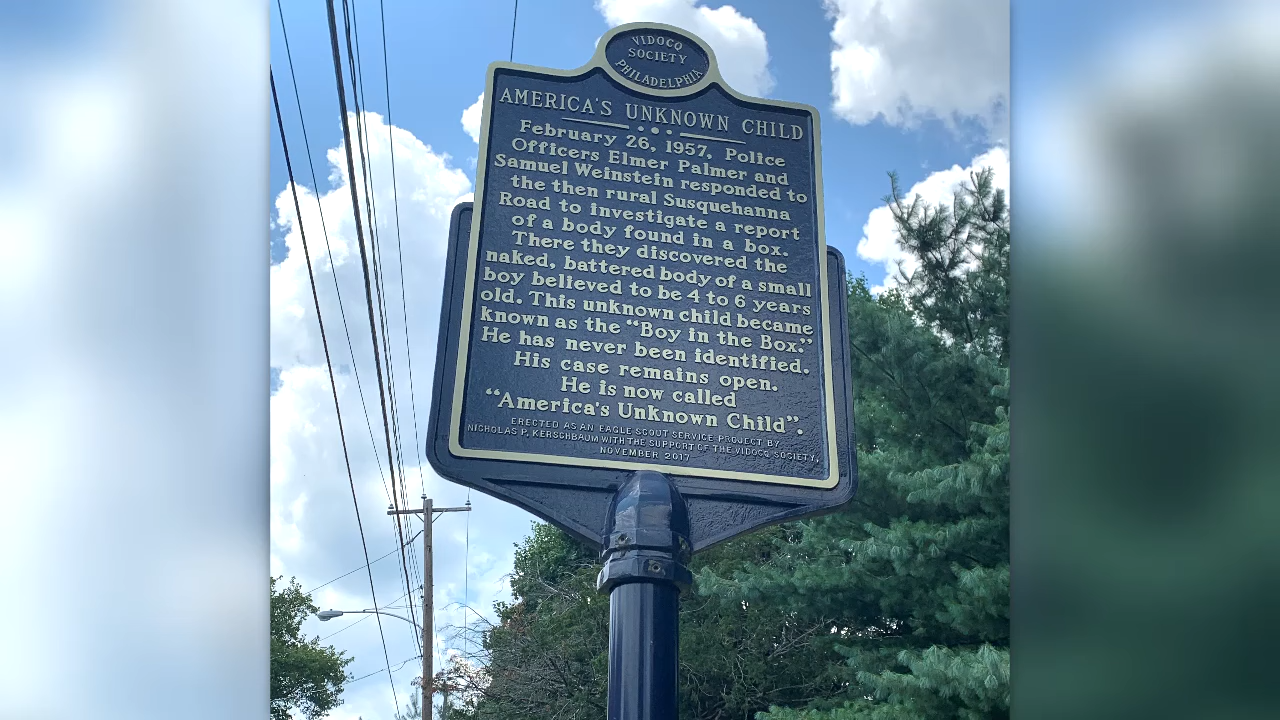 VIDOCQ
SOCIETY
PHILADELPHIA
AMERICA'S UNKNOWN CHILD
February 26, 1957, Police
Officers Elmer Palmer and
Samuel Weinstein responded to
the then rural Susquehanna
Road to investigate a report
of a body found in a box.
There they discovered the
naked, battered body of a small
boy believed to be 4 to 6 years
old. This unknown child became
known as the "Boy in the Box."
He has never been identified.
His case remains open.
He is now called
"America's Unknown Child".
ERECTED AS AN EAGLE SCOUT SERVICE PROJECT BY
NICHOLAS P. KERSCHBAUM WITH THE SUPPORT OF THE VIDOCQ SOCIETY,
NOVEMBER 2017